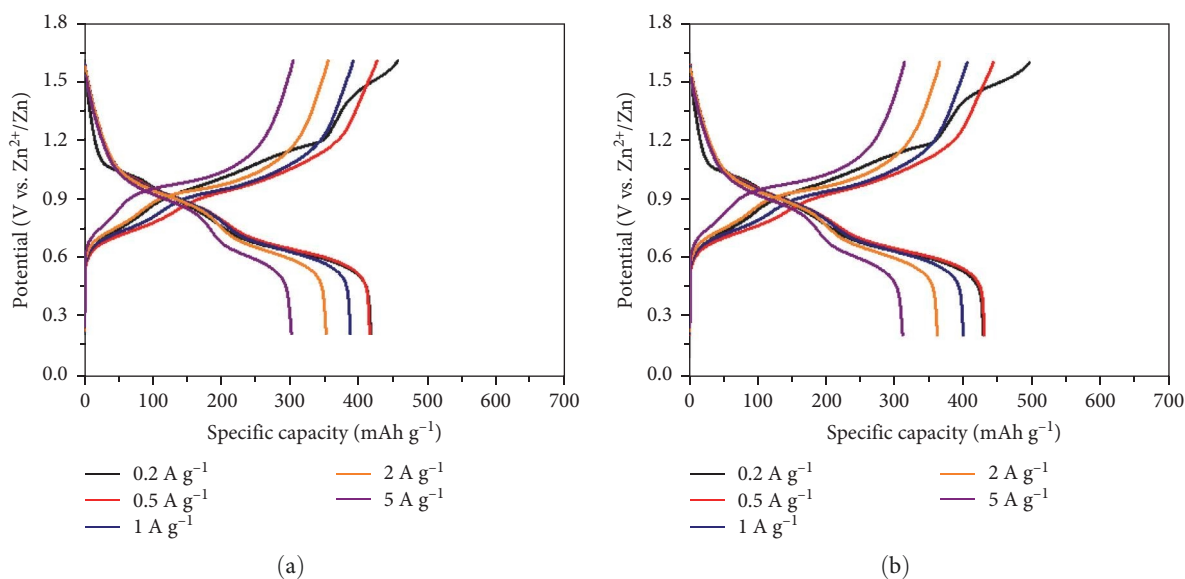 1.8
1.5
1.2
0.9
0.6
0.3
0.0
Potential (V vs. Zn²⁺/Zn)
0 100 200 300 400 500 600 700
Specific capacity (mAh g⁻¹)
0.2 A g⁻¹
0.5 A g⁻¹
1 A g⁻¹
2 A g⁻¹
5 A g⁻¹
(a)
1.8
1.5
1.2
0.9
0.6
0.3
0.0
Potential (V vs. Zn²⁺/Zn)
0 100 200 300 400 500 600 700
Specific capacity (mAh g⁻¹)
0.2 A g⁻¹
0.5 A g⁻¹
1 A g⁻¹
2 A g⁻¹
5 A g⁻¹
(b)